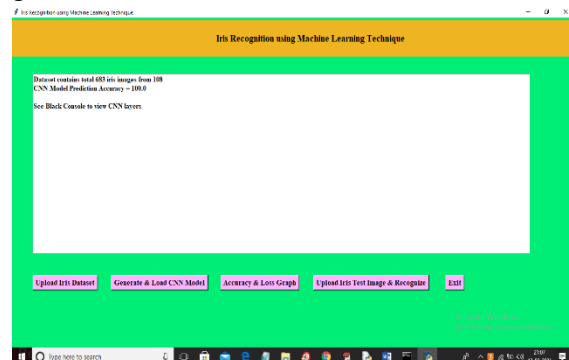 Iris Recognition using Machine Learning Technique
Iris Recognition using Machine Learning Technique
Dataset contains total 683 iris images from 108
CNN Model Prediction Accuracy = 100.0
See Black Console to view CNN layers
Upload Iris Dataset
Generate & Load CNN Model
Accuracy & Loss Graph
Upload Iris Test Image & Recognize
Exit
Type here to search
21:07